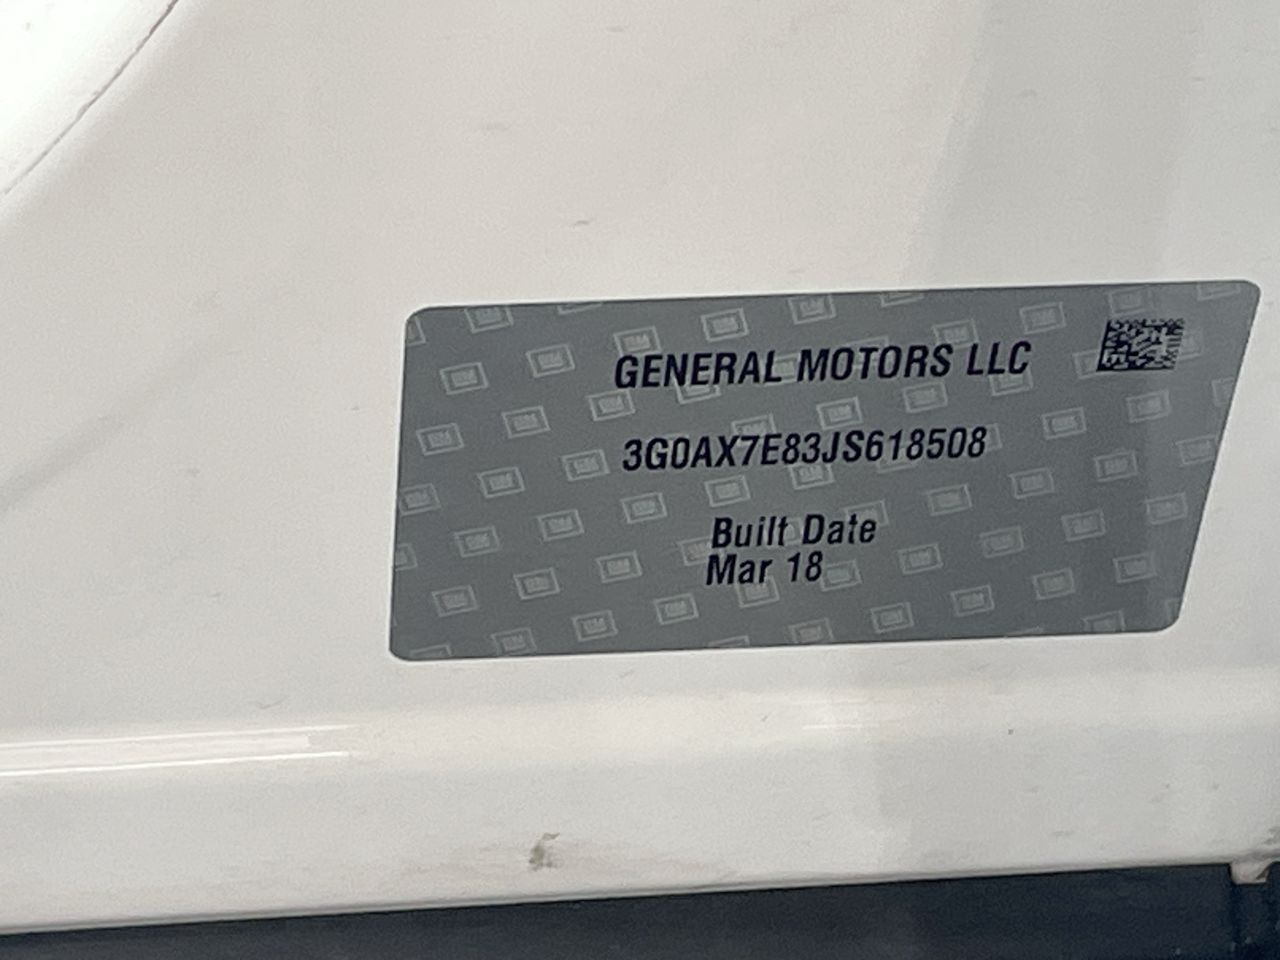 GENERAL MOTORS LLC
3G0AX7E83JS618508
Built Date
Mar 18